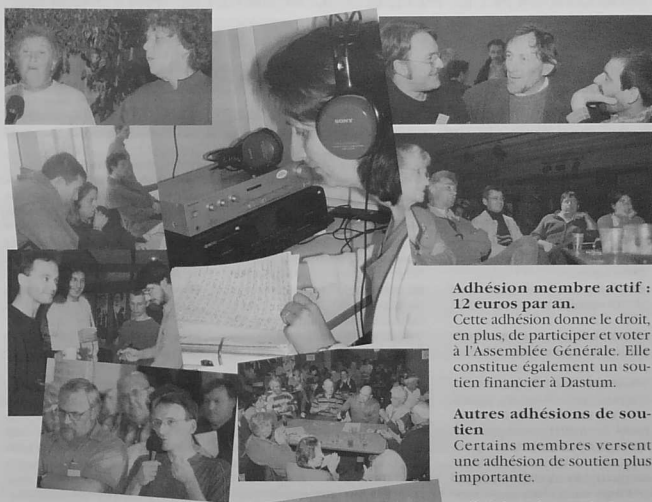 SONY
Adhésion membre actif :
12 euros par an.
Cette adhésion donne le droit,
en plus, de participer et voter
à l'Assemblée Générale. Elle
constitue également un sou-
tien financier à Dastum.
Autres adhésions de sou-
tien
Certains membres versent
une adhésion de soutien plus
importante.